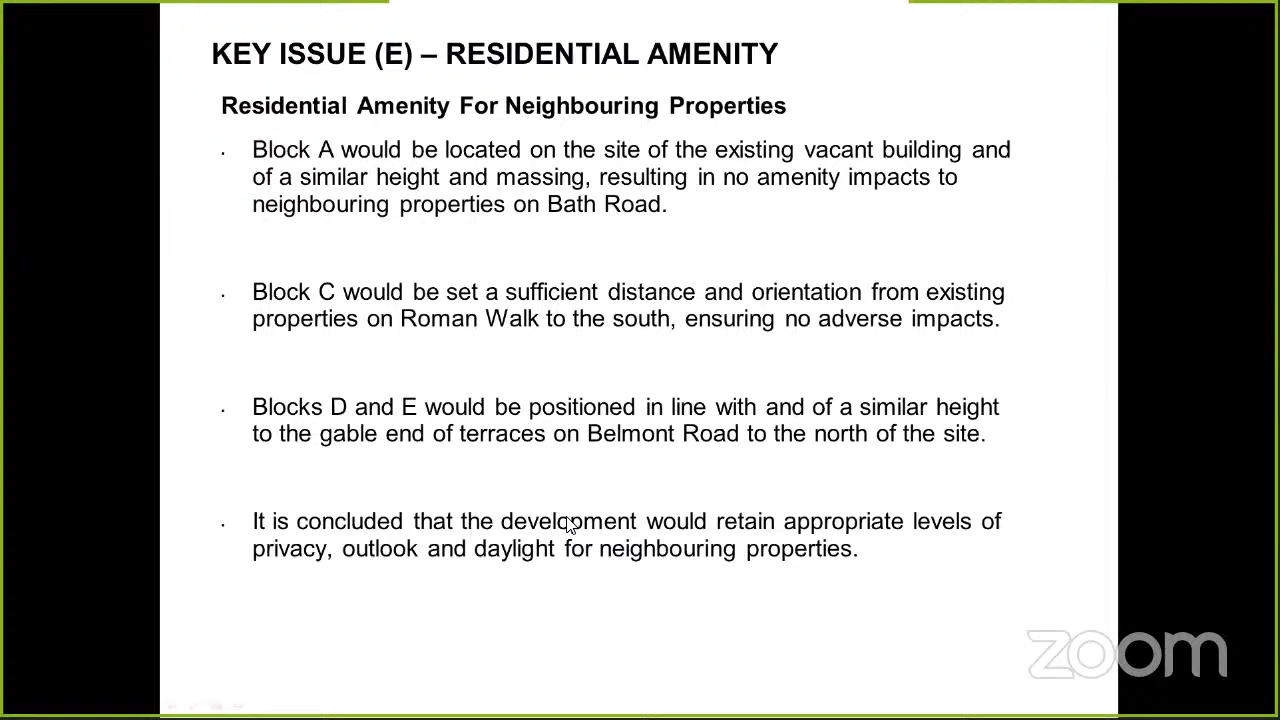 KEY ISSUE (E) – RESIDENTIAL AMENITY
Residential Amenity For Neighbouring Properties
· Block A would be located on the site of the existing vacant building and
of a similar height and massing, resulting in no amenity impacts to
neighbouring properties on Bath Road.
· Block C would be set a sufficient distance and orientation from existing
properties on Roman Walk to the south, ensuring no adverse impacts.
· Blocks D and E would be positioned in line with and of a similar height
to the gable end of terraces on Belmont Road to the north of the site.
· It is concluded that the development would retain appropriate levels of
privacy, outlook and daylight for neighbouring properties.
zoom